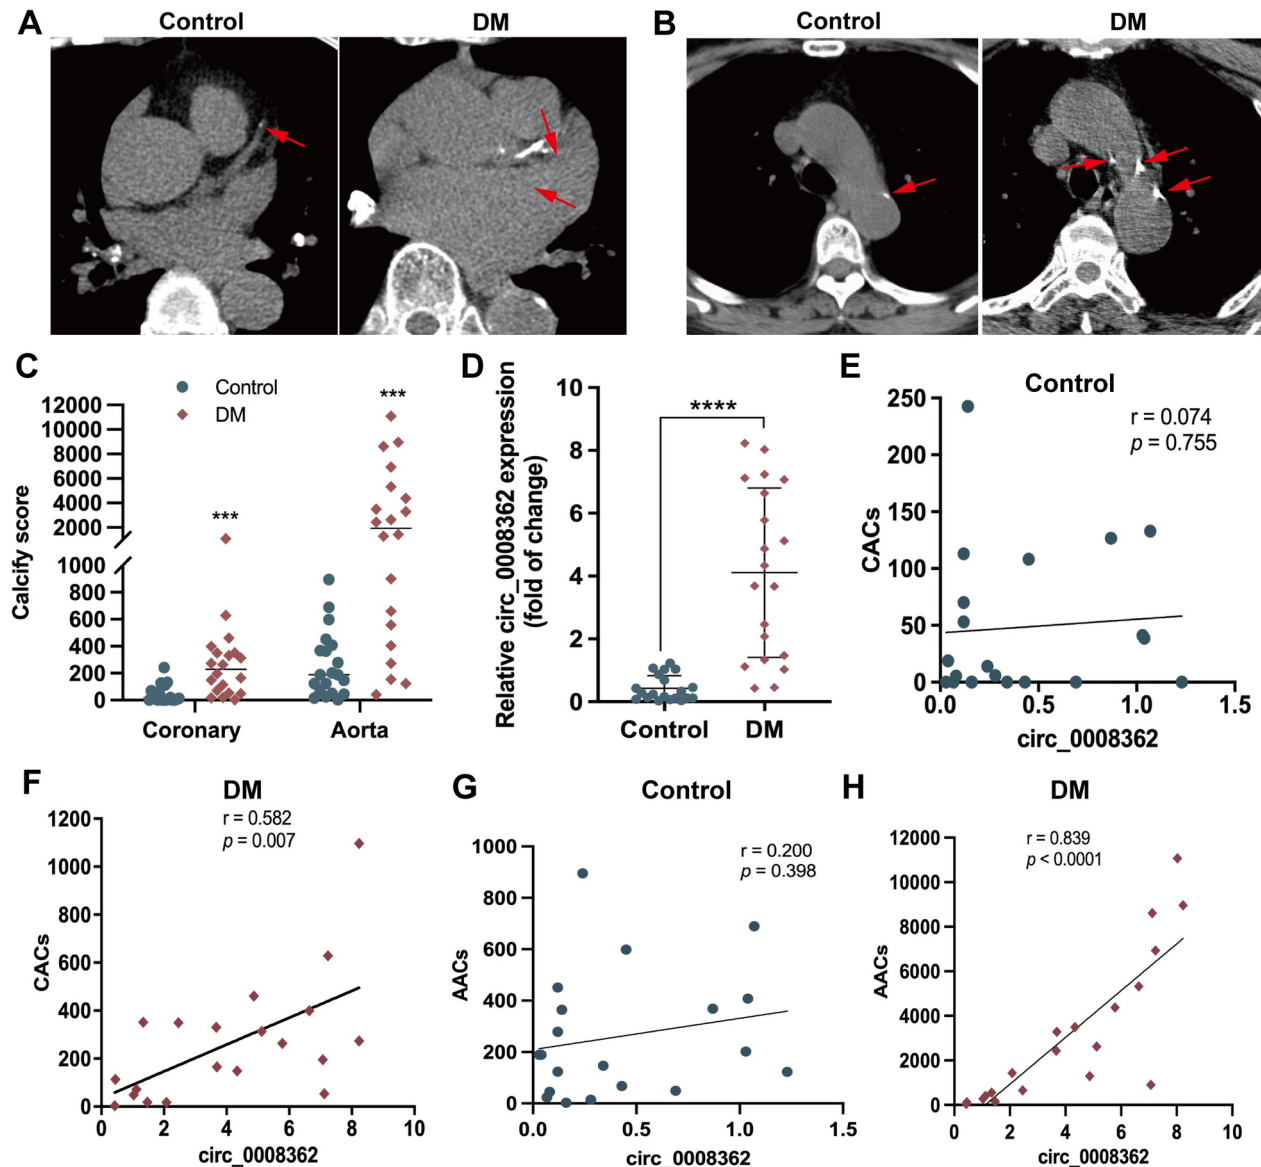 A
Control
DM
B
Control
DM
C
Control
DM
Calcify score
12000
10000
8000
6000
4000
2000
1000
800
600
400
200
0
***
***
Coronary
Aorta
D
Relative circ_0008362 expression
(fold of change)
10
8
6
4
2
0
****
Control
DM
E
Control
r = 0.074
p = 0.755
CACs
250
200
150
100
50
0
0.0
0.5
1.0
1.5
circ_0008362
F
DM
r = 0.582
p = 0.007
CACs
1200
1000
800
600
400
200
0
0
2
4
6
8
10
circ_0008362
G
Control
r = 0.200
p = 0.398
AACs
1000
800
600
400
200
0
0.0
0.5
1.0
1.5
circ_0008362
H
DM
r = 0.839
p < 0.0001
AACs
12000
10000
8000
6000
4000
2000
0
0
2
4
6
8
10
circ_0008362